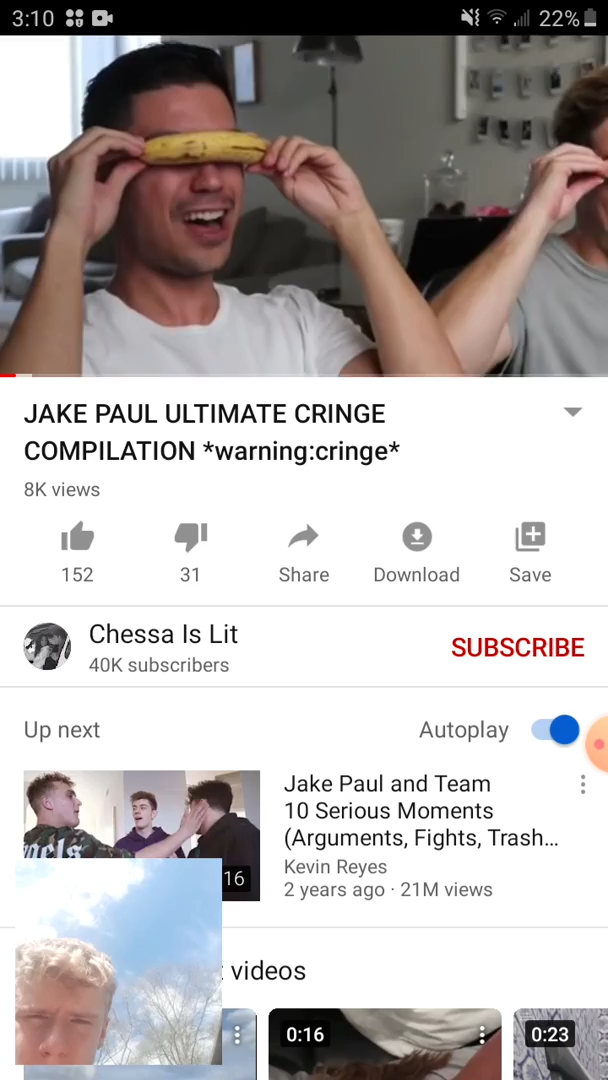 3:10
22%
JAKE PAUL ULTIMATE CRINGE
COMPILATION *warning:cringe*
8K views
152
31
Share
Download
Save
Chessa Is Lit
40K subscribers
SUBSCRIBE
Up next
Autoplay
Jake Paul and Team
10 Serious Moments
(Arguments, Fights, Trash...
Kevin Reyes
2 years ago · 21M views
16
videos
0:16
0:23